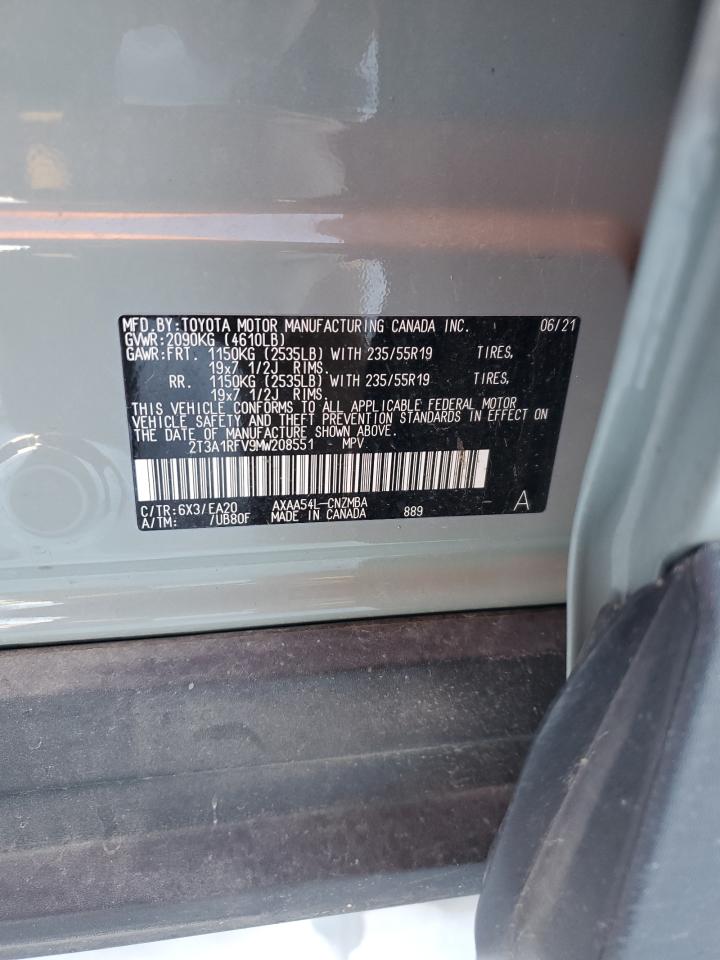 MFD.BY:TOYOTA MOTOR MANUFACTURING CANADA INC. 06/21
GVWR:2090KG (4610LB)
GAWR:FRT. 1150KG (2535LB) WITH 235/55R19 TIRES,
19x7 1/2J RIMS.
RR. 1150KG (2535LB) WITH 235/55R19 TIRES,
19x7 1/2J RIMS.
THIS VEHICLE CONFORMS TO ALL APPLICABLE FEDERAL MOTOR
VEHICLE SAFETY AND THEFT PREVENTION STANDARDS IN EFFECT ON
THE DATE OF MANUFACTURE SHOWN ABOVE.
2T3A1RFV9MW208551 MPV
C/TR:6X3/EA20 AXAA54L-CNZMBA - A
A/TM: /UB80F MADE IN CANADA 889